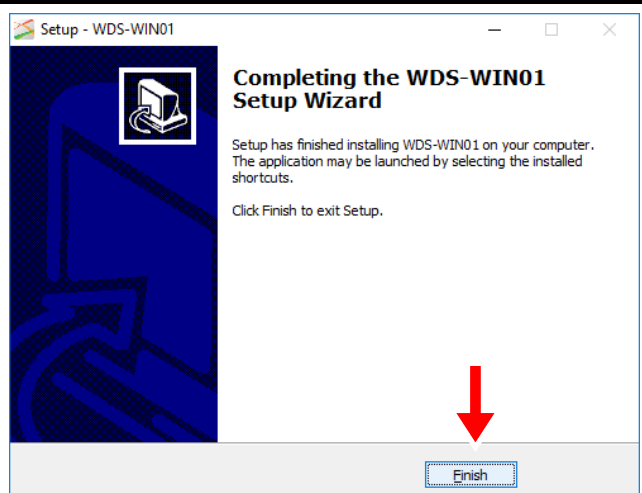 Setup - WDS-WIN01
Completing the WDS-WIN01
Setup Wizard
Setup has finished installing WDS-WIN01 on your computer.
The application may be launched by selecting the installed
shortcuts.
Click Finish to exit Setup.
Finish